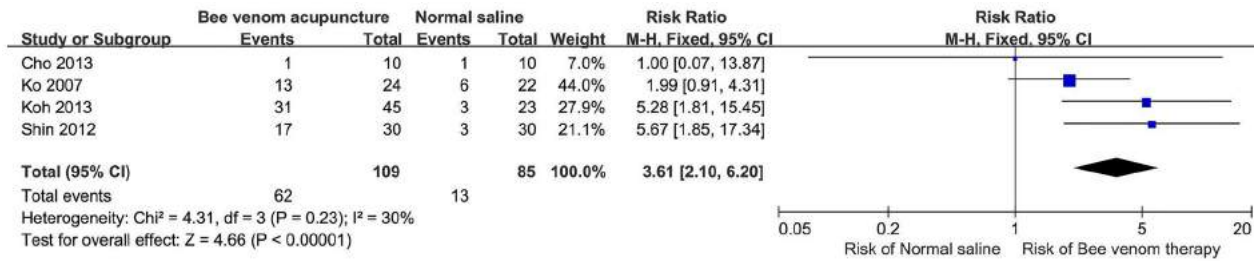 Bee venom acupuncture Normal saline Risk Ratio Risk Ratio
Study or Subgroup Events Total Events Total Weight M-H, Fixed, 95% CI M-H, Fixed, 95% CI
Cho 2013 1 10 1 10 7.0% 1.00 [0.07, 13.87]
Ko 2007 13 24 6 22 44.0% 1.99 [0.91, 4.31]
Koh 2013 31 45 3 23 27.9% 5.28 [1.81, 15.45]
Shin 2012 17 30 3 30 21.1% 5.67 [1.85, 17.34]
Total (95% CI) 109 85 100.0% 3.61 [2.10, 6.20]
Total events 62 13
Heterogeneity: Chi² = 4.31, df = 3 (P = 0.23); I² = 30%
Test for overall effect: Z = 4.66 (P < 0.00001)
0.05 0.2 1 5 20
Risk of Normal saline Risk of Bee venom therapy